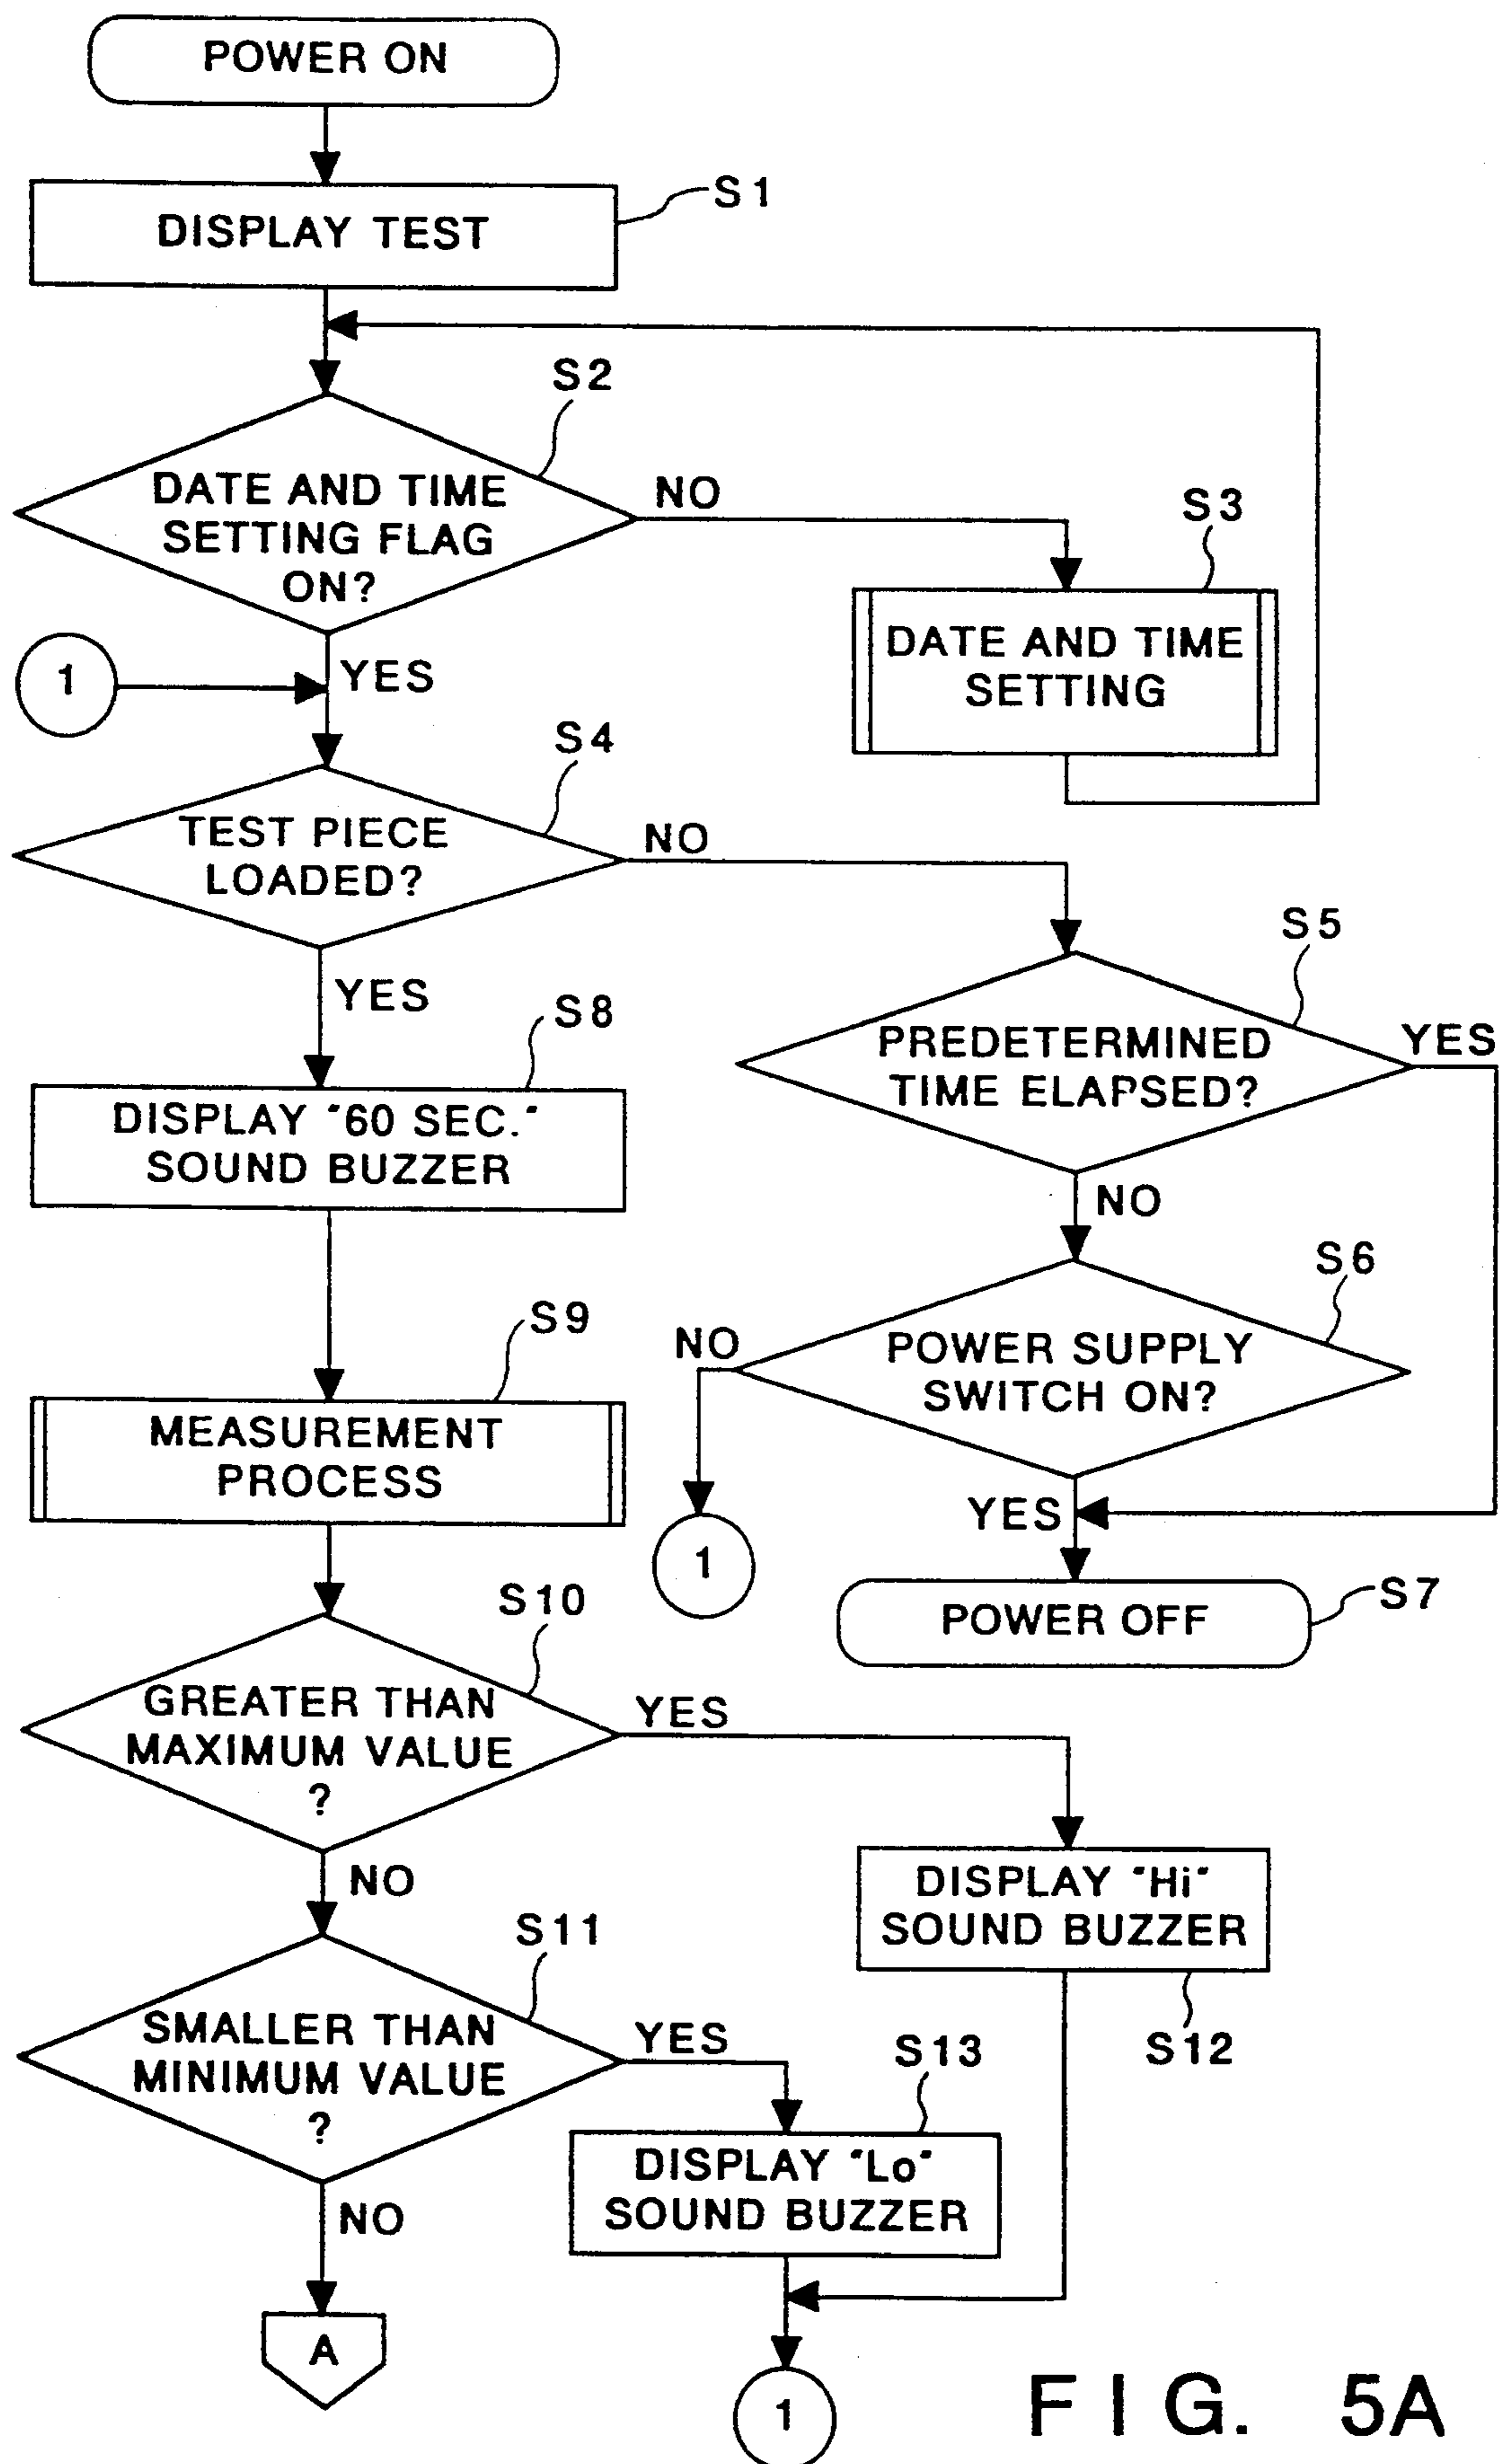 POWER ON
S1
DISPLAY TEST
S2
DATE AND TIME
SETTING FLAG
ON?
NO
S3
DATE AND TIME
SETTING
1
YES
S4
TEST PIECE
LOADED?
NO
S5
PREDETERMINED
TIME ELAPSED?
YES
NO
YES
S8
DISPLAY "60 SEC."
SOUND BUZZER
S6
POWER SUPPLY
SWITCH ON?
NO
1
YES
S7
POWER OFF
S9
MEASUREMENT
PROCESS
S10
GREATER THAN
MAXIMUM VALUE
?
YES
NO
DISPLAY "Hi"
SOUND BUZZER
S12
S11
SMALLER THAN
MINIMUM VALUE
?
YES
S13
DISPLAY "Lo"
SOUND BUZZER
NO
A
1
FIG. 5A